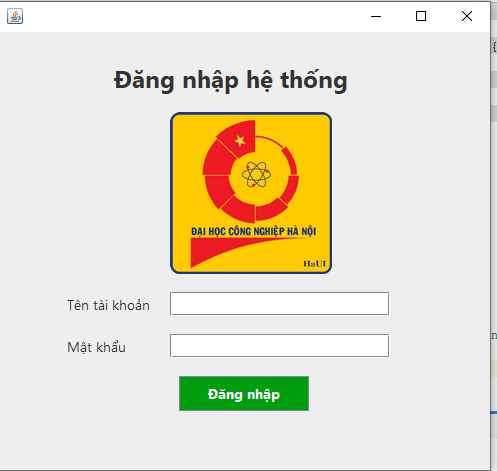 Đăng nhập hệ thống
ĐẠI HỌC CÔNG NGHIỆP HÀ NỘI
HaUI
Tên tài khoản
Mật khẩu
Đăng nhập